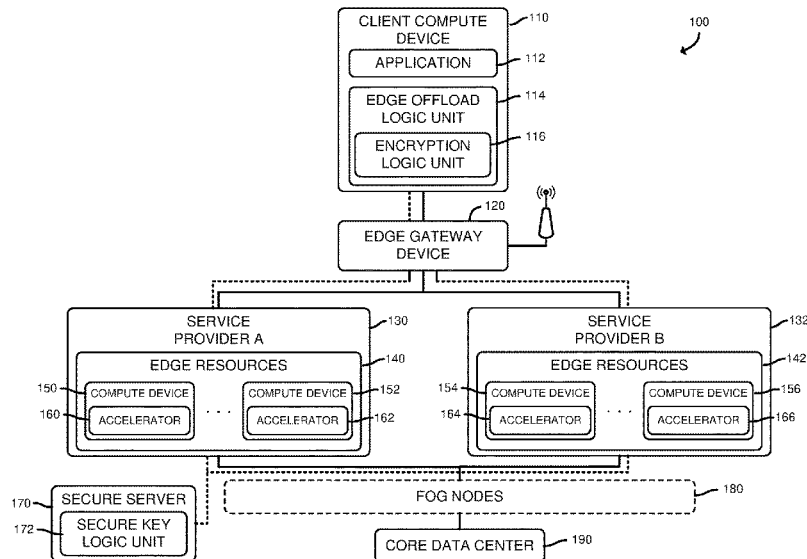 CLIENT COMPUTE
DEVICE
110
100
APPLICATION
112
EDGE OFFLOAD
LOGIC UNIT
114
ENCRYPTION
LOGIC UNIT
116
120
EDGE GATEWAY
DEVICE
SERVICE
PROVIDER A
130
EDGE RESOURCES
140
150
COMPUTE DEVICE
160
ACCELERATOR
. . .
COMPUTE DEVICE
152
ACCELERATOR
162
SERVICE
PROVIDER B
132
EDGE RESOURCES
142
154
COMPUTE DEVICE
164
ACCELERATOR
. . .
COMPUTE DEVICE
156
ACCELERATOR
166
170
SECURE SERVER
172
SECURE KEY
LOGIC UNIT
FOG NODES
180
CORE DATA CENTER
190